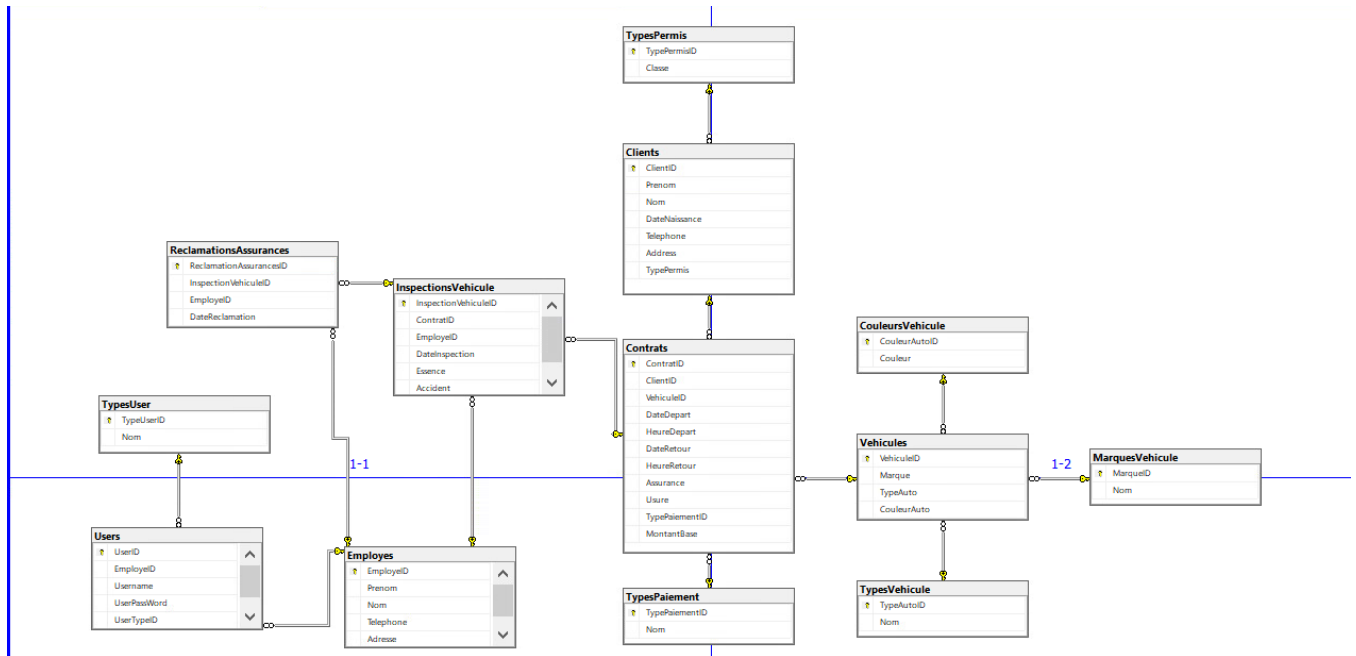 TypesPermis
TypePermisID
Classe
Clients
ClientID
Prenom
Nom
DateNaissance
Telephone
Address
TypePermis
ReclamationsAssurances
ReclamationAssurancesID
InspectionVehiculeID
EmployeID
DateReclamation
InspectionsVehicule
InspectionVehiculeID
ContratID
EmployeID
DateInspection
Essence
Accident
Contrats
ContratID
ClientID
VehiculeID
DateDepart
HeureDepart
DateRetour
HeureRetour
Assurance
Usure
TypePaiementID
MontantBase
CouleursVehicule
CouleurAutoID
Couleur
TypesUser
TypeUserID
Nom
Vehicules
VehiculeID
Marque
TypeAuto
CouleurAuto
MarquesVehicule
MarqueID
Nom
1-1
1-2
Users
UserID
EmployeID
Username
UserPassWord
UserTypeID
Employes
EmployeID
Prenom
Nom
Telephone
Adresse
TypesPaiement
TypePaiementID
Nom
TypesVehicule
TypeAutoID
Nom